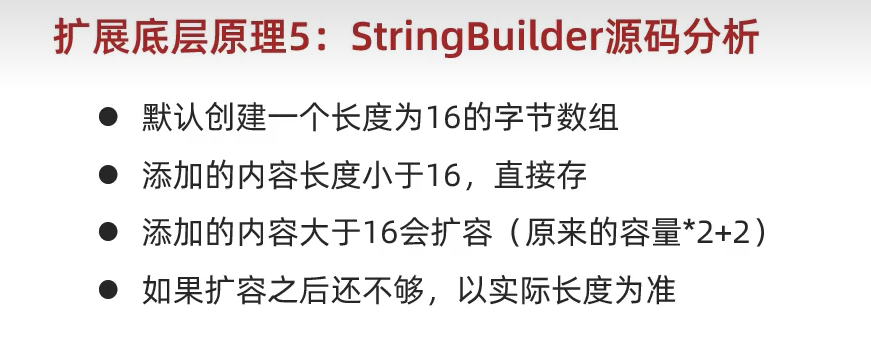 扩展底层原理5：StringBuilder源码分析
● 默认创建一个长度为16的字节数组
● 添加的内容长度小于16，直接存
● 添加的内容大于16会扩容（原来的容量*2+2）
● 如果扩容之后还不够，以实际长度为准